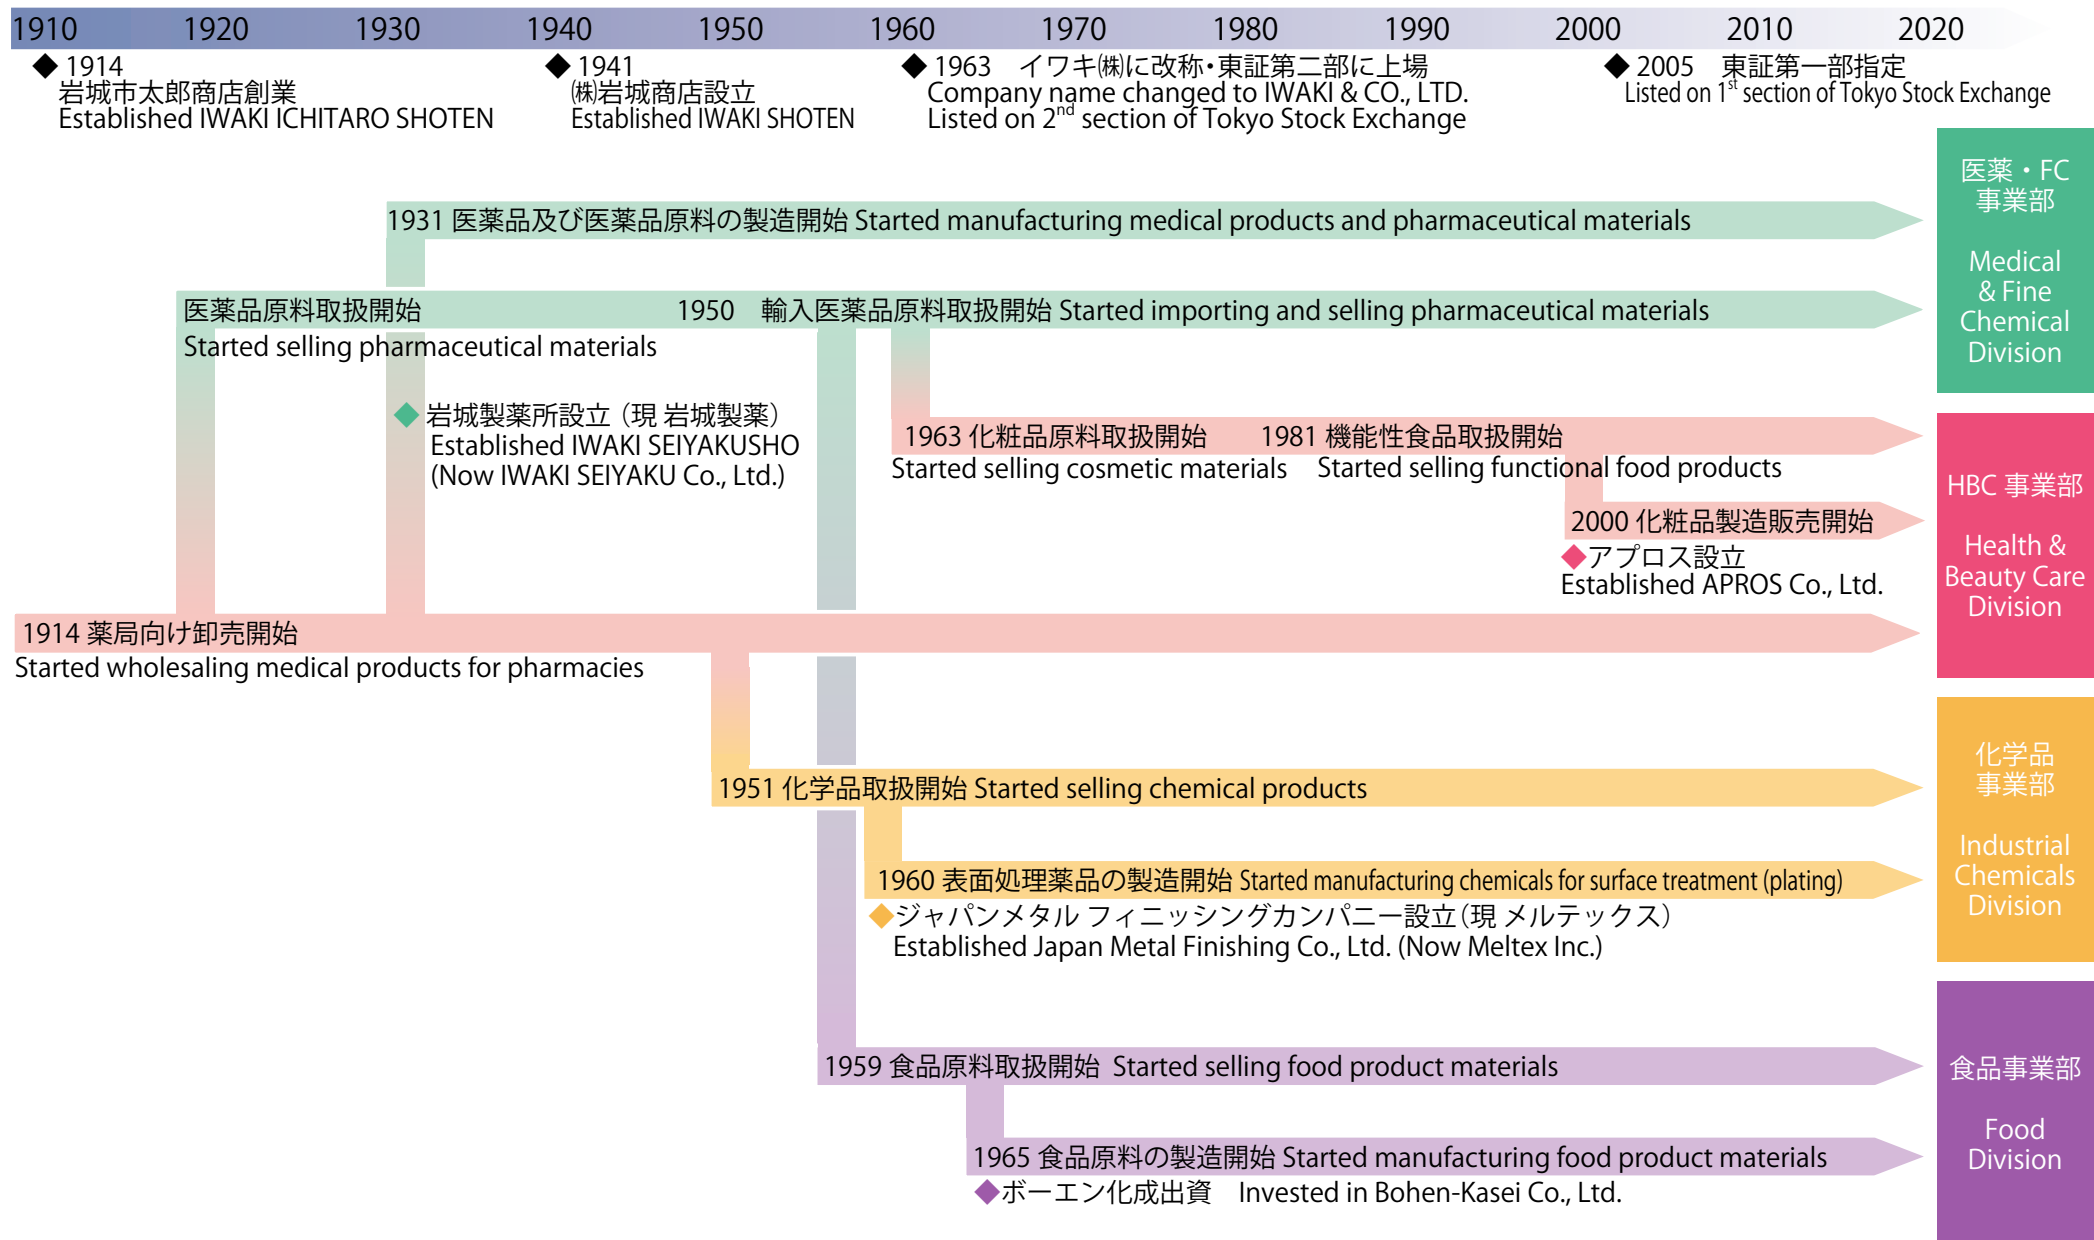 1910 1920 1930 1940 1950 1960 1970 1980 1990 2000 2010 2020
◆ 1914
岩城市太郎商店創業
Established IWAKI ICHITARO SHOTEN
◆ 1941
㈱岩城商店設立
Established IWAKI SHOTEN
◆ 1963 イワキ㈱に改称・東証第二部に上場
Company name changed to IWAKI & CO., LTD.
Listed on 2nd section of Tokyo Stock Exchange
◆ 2005 東証第一部指定
Listed on 1st section of Tokyo Stock Exchange
1931 医薬品及び医薬品原料の製造開始 Started manufacturing medical products and pharmaceutical materials
医薬品原料取扱開始
Started selling pharmaceutical materials
1950 輸入医薬品原料取扱開始 Started importing and selling pharmaceutical materials
◆ 岩城製薬所設立（現 岩城製薬）
Established IWAKI SEIYAKUSHO
(Now IWAKI SEIYAKU Co., Ltd.)
医薬・FC
事業部
Medical
& Fine
Chemical
Division
1963 化粧品原料取扱開始
Started selling cosmetic materials
1981 機能性食品取扱開始
Started selling functional food products
2000 化粧品製造販売開始
◆アプロス設立
Established APROS Co., Ltd.
1914 薬局向け卸売開始
Started wholesaling medical products for pharmacies
HBC 事業部
Health &
Beauty Care
Division
1951 化学品取扱開始 Started selling chemical products
1960 表面処理薬品の製造開始 Started manufacturing chemicals for surface treatment (plating)
◆ジャパンメタル フィニッシングカンパニー設立（現 メルテックス）
Established Japan Metal Finishing Co., Ltd. (Now Meltex Inc.)
化学品
事業部
Industrial
Chemicals
Division
1959 食品原料取扱開始 Started selling food product materials
1965 食品原料の製造開始 Started manufacturing food product materials
◆ボーエン化成出資 Invested in Bohen-Kasei Co., Ltd.
食品事業部
Food
Division